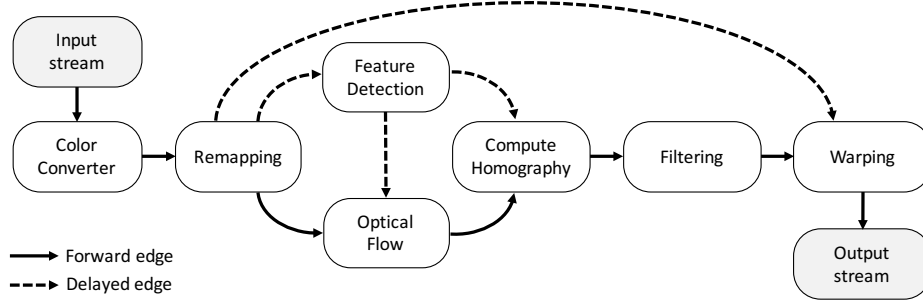 Input
stream
Feature
Detection
Color
Converter
Remapping
Compute
Homography
Filtering
Warping
Optical
Flow
Output
stream
Forward edge
Delayed edge